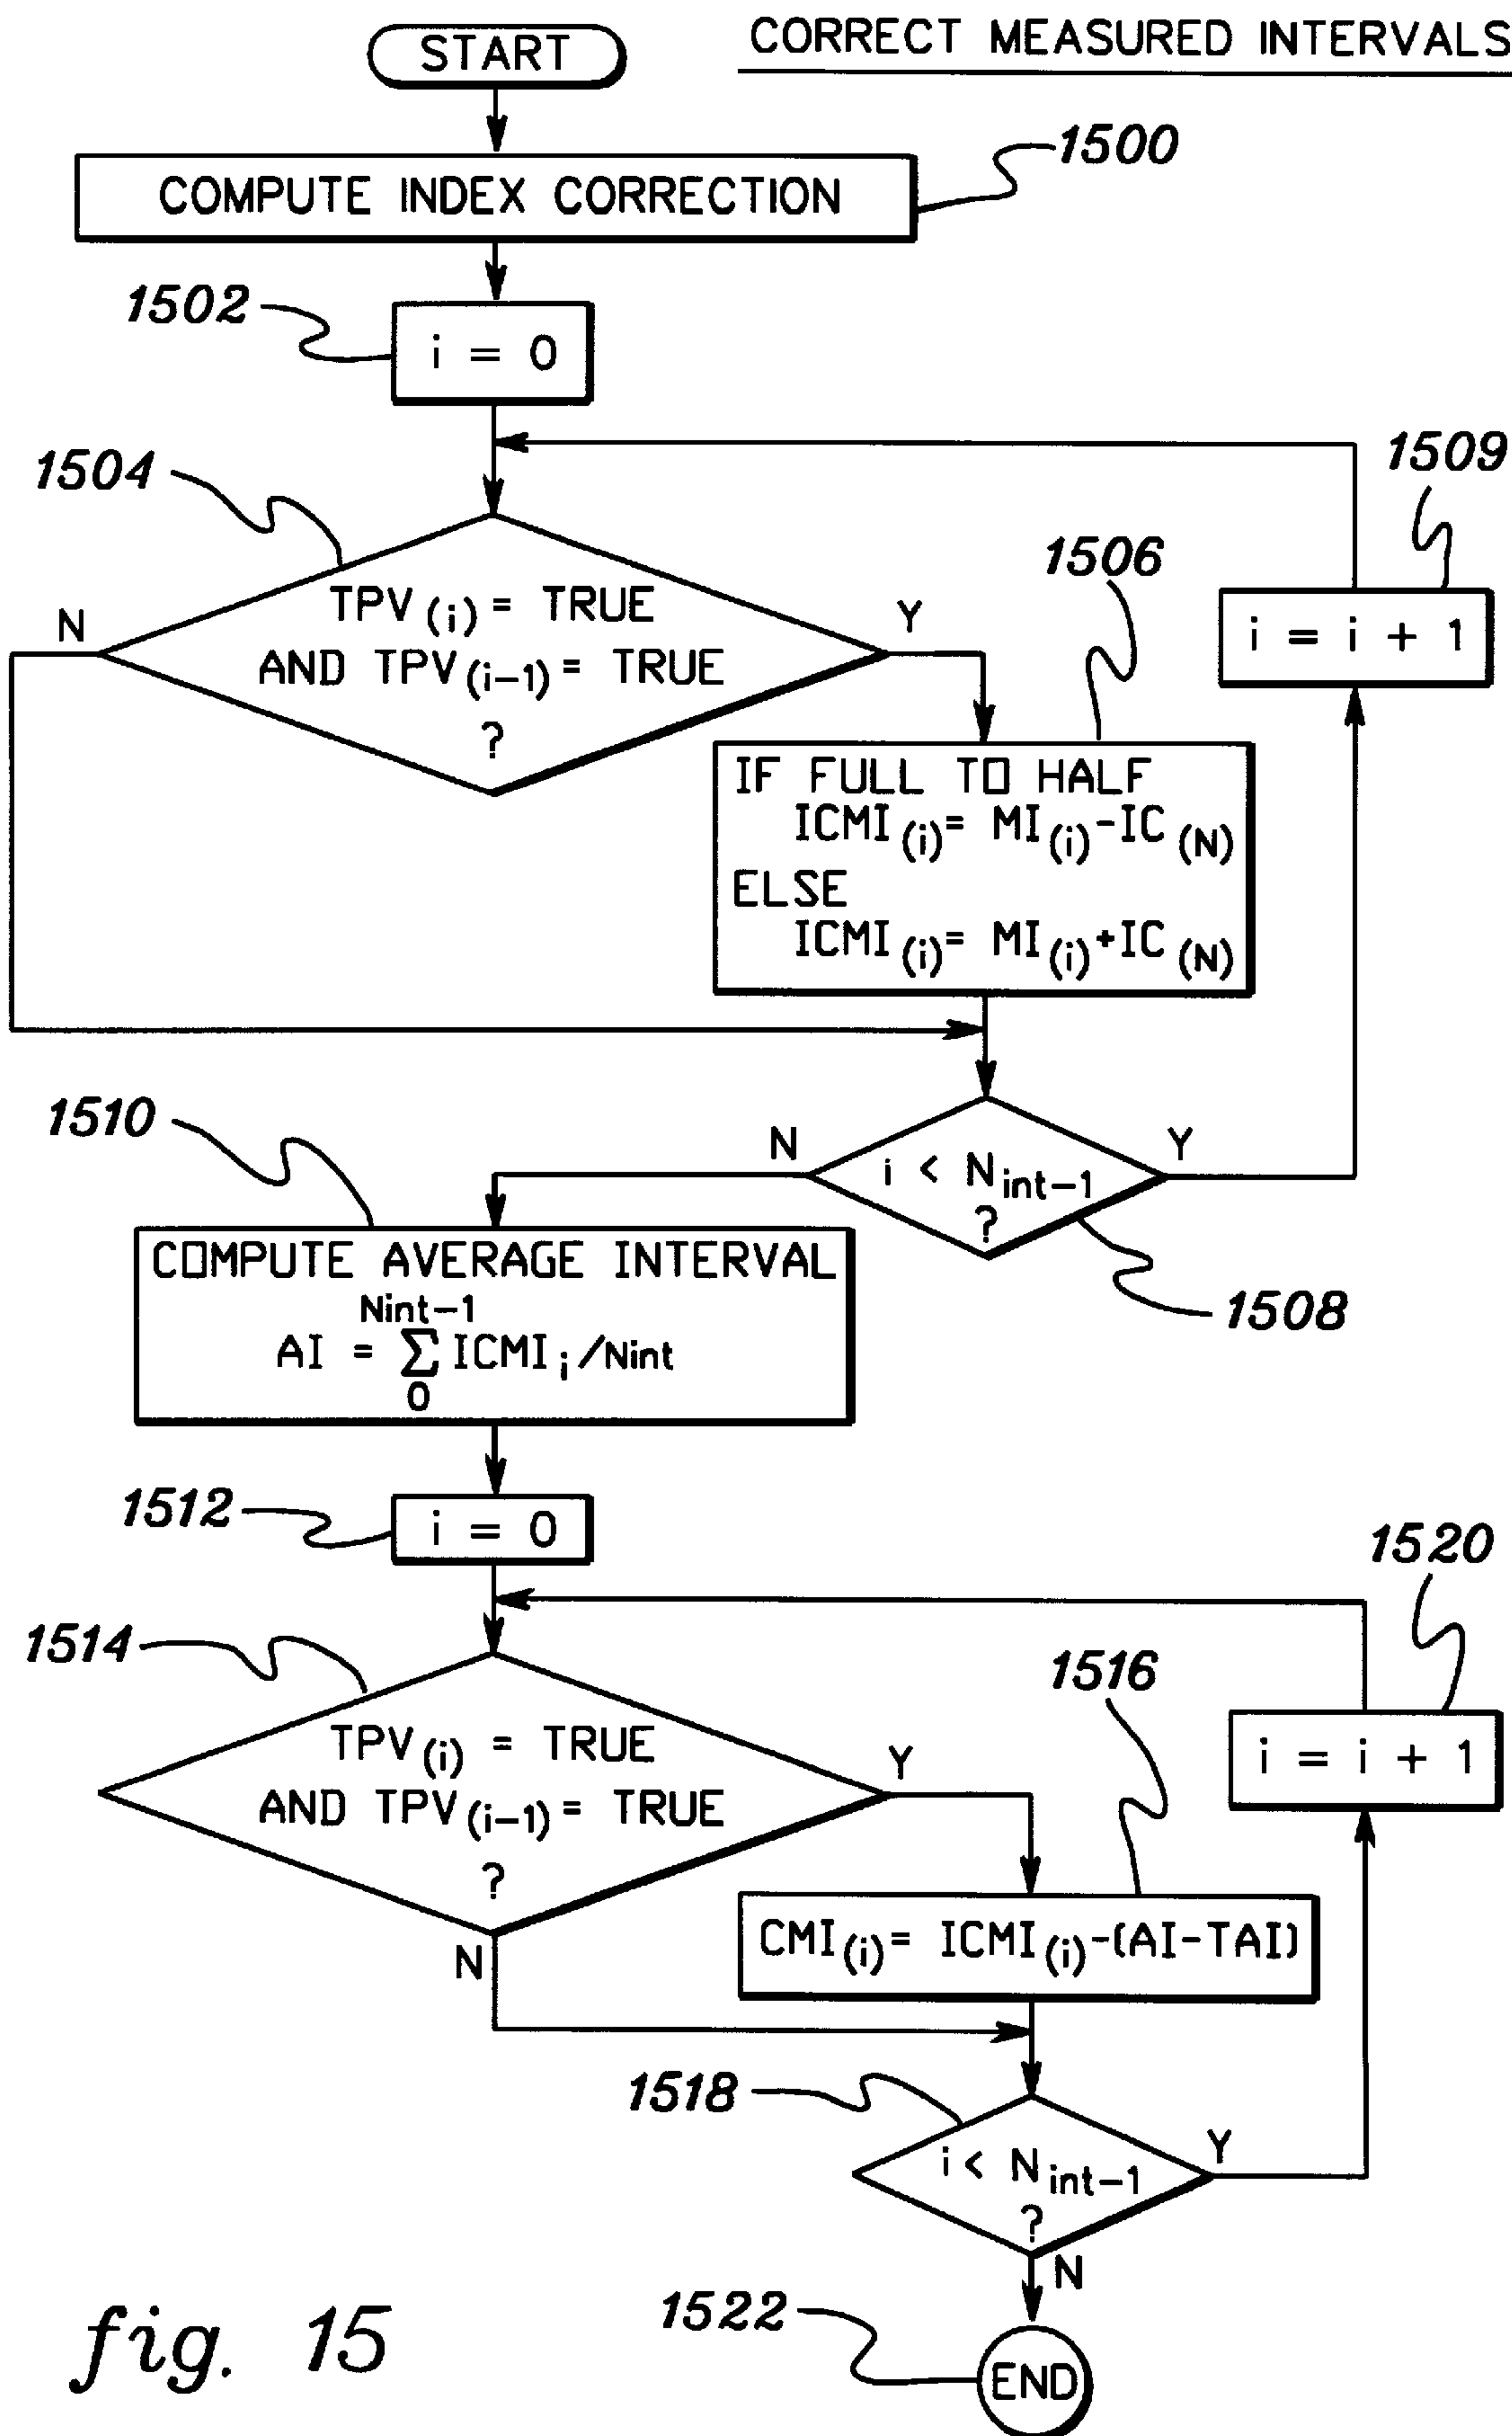 CORRECT MEASURED INTERVALS
START
1500
COMPUTE INDEX CORRECTION
1502
i = 0
1504
1509
TPV(i) = TRUE
AND TPV(i-1) = TRUE
?
N
Y
1506
i = i + 1
IF FULL TO HALF
ICMI(i) = MI(i) - IC(N)
ELSE
ICMI(i) = MI(i) + IC(N)
1510
N
Y
i < Nint-1
?
1508
COMPUTE AVERAGE INTERVAL
Nint-1
AI = ∑ ICMIi /Nint
0
1512
i = 0
1520
1514
1516
TPV(i) = TRUE
AND TPV(i-1) = TRUE
?
Y
N
i = i + 1
CMI(i) = ICMI(i) - (AI-TAI)
1518
i < Nint-1
?
Y
N
1522
END
fig. 15